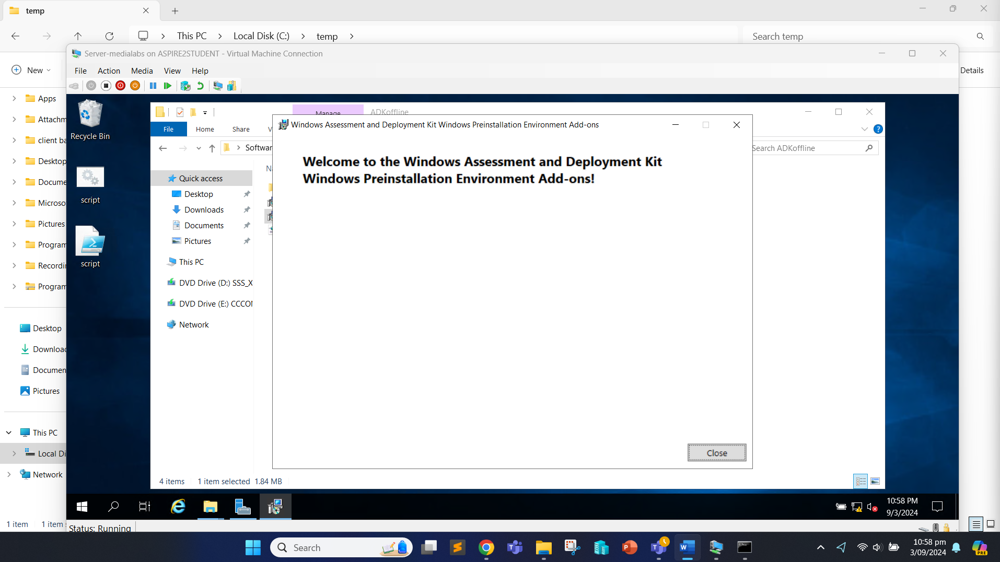 temp
This PC
Local Disk (C:)
temp
Search temp
Server-medialabs on ASPIRE2STUDENT - Virtual Machine Connection
New
File Action Media View Help
Details
Apps
Attachm
client ba
Desktop
Docume
Microso
Pictures
Program
Recordin
Program
Desktop
Download
Documen
Pictures
This PC
Local Di
Network
1 item 1 item
Recycle Bin
script
script
Manage ADKoffline
File Home Share V
Softwar
Search ADKoffline
Quick access
Desktop
Downloads
Documents
Pictures
This PC
DVD Drive (D:) SSS_X
DVD Drive (E:) CCCO
Network
4 items 1 item selected 1.84 MB
Windows Assessment and Deployment Kit Windows Preinstallation Environment Add-ons
Welcome to the Windows Assessment and Deployment Kit
Windows Preinstallation Environment Add-ons!
Close
10:58 PM
9/3/2024
Status: Running
Search
10:58 pm
3/09/2024
PRE